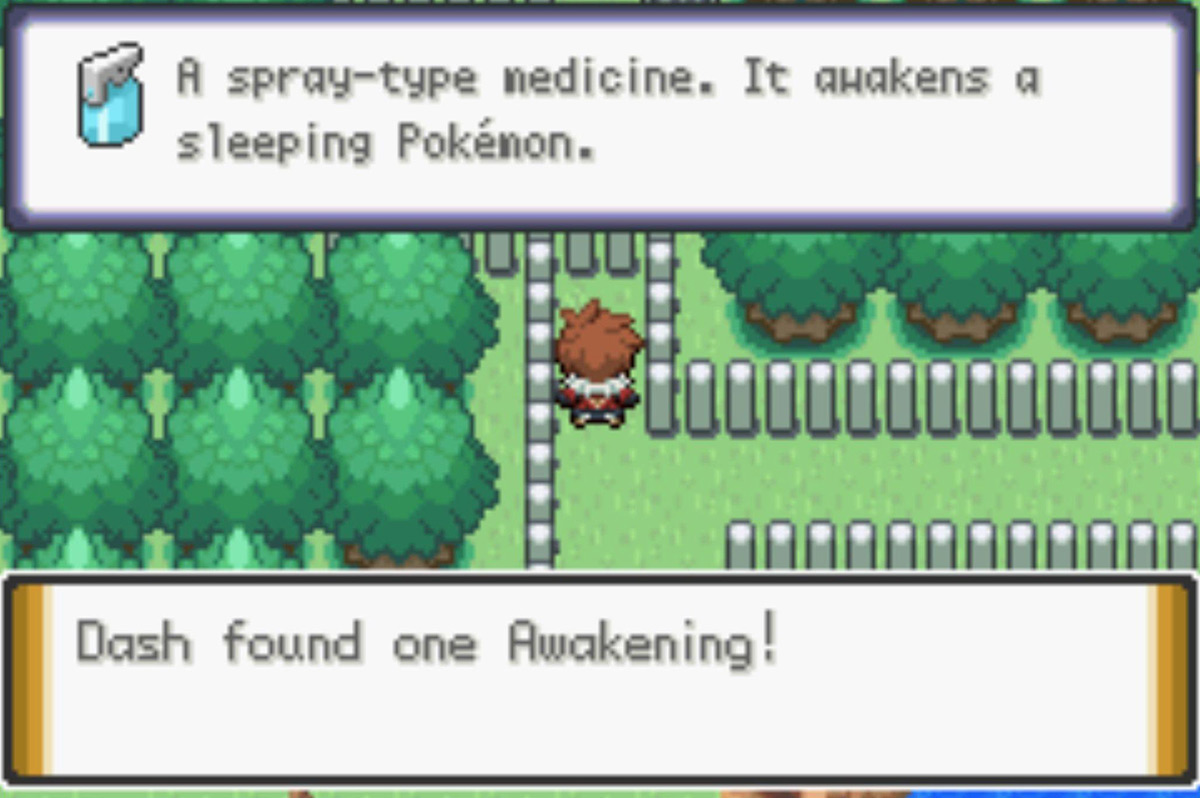 A spray-type medicine. It awakens a
sleeping Pokémon.
Dash found one Awakening!